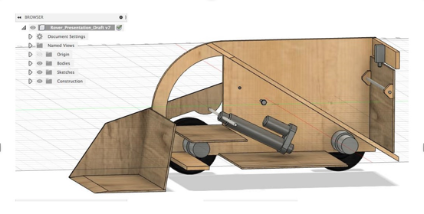 BROWSER
Rover_Presentation_Draft v7
Document Settings
Named Views
Origin
Bodies
Sketches
Construction